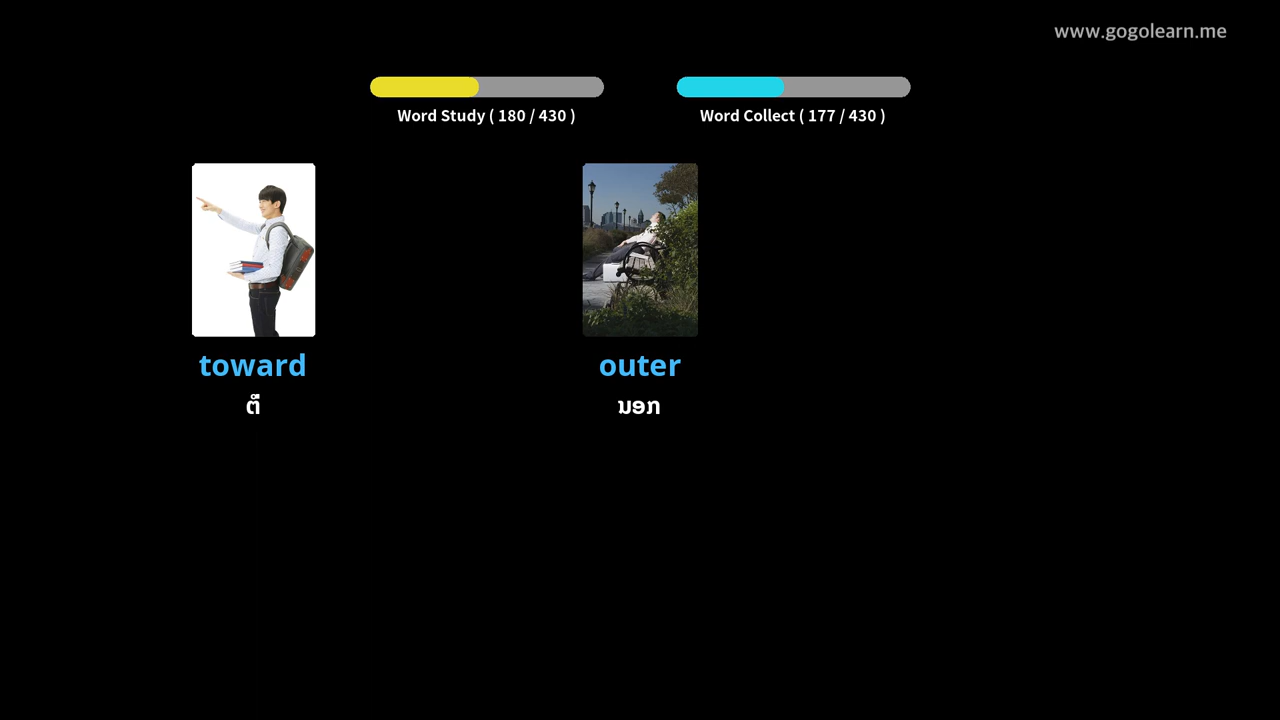 www.gogolearn.me
Word Study ( 180 / 430 )
Word Collect ( 177 / 430 )
toward
outer
ຕໍ່
ນອກ